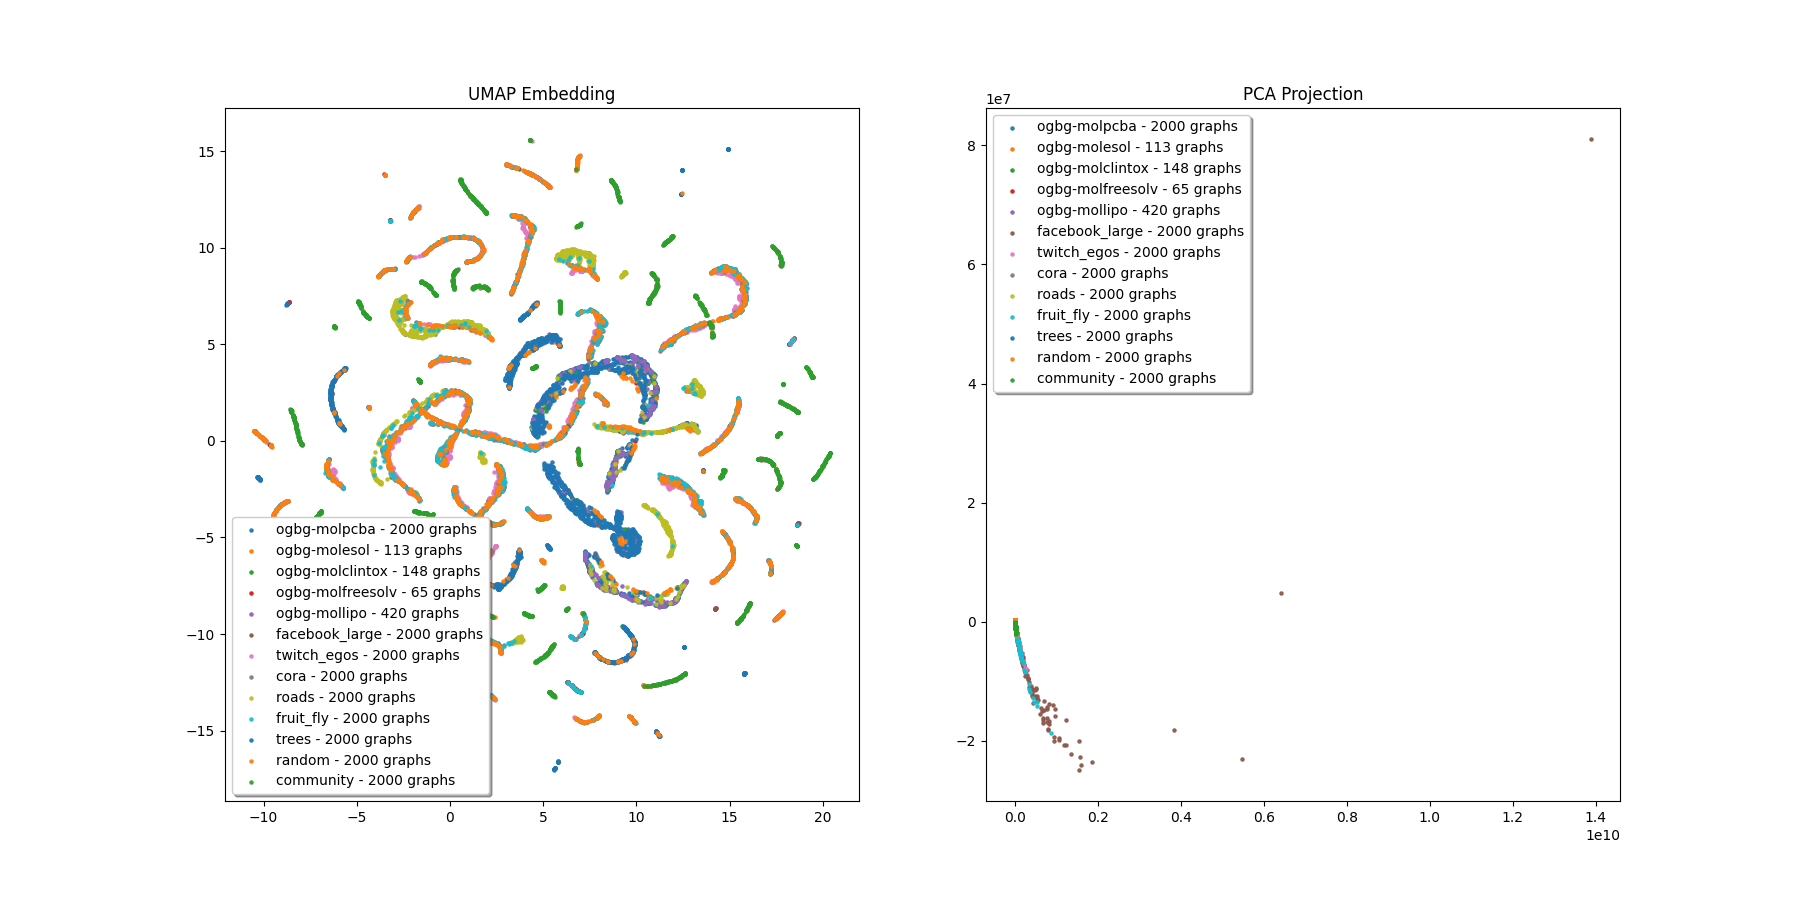 UMAP Embedding
15
10
5
0
−5
−10
−15
ogbg-molpcba - 2000 graphs
ogbg-molesol - 113 graphs
ogbg-molclintox - 148 graphs
ogbg-molfreesolv - 65 graphs
ogbg-mollipo - 420 graphs
facebook_large - 2000 graphs
twitch_egos - 2000 graphs
cora - 2000 graphs
roads - 2000 graphs
fruit_fly - 2000 graphs
trees - 2000 graphs
random - 2000 graphs
community - 2000 graphs
−10 −5 0 5 10 15 20
PCA Projection
1e7
8
6
4
2
0
−2
ogbg-molpcba - 2000 graphs
ogbg-molesol - 113 graphs
ogbg-molclintox - 148 graphs
ogbg-molfreesolv - 65 graphs
ogbg-mollipo - 420 graphs
facebook_large - 2000 graphs
twitch_egos - 2000 graphs
cora - 2000 graphs
roads - 2000 graphs
fruit_fly - 2000 graphs
trees - 2000 graphs
random - 2000 graphs
community - 2000 graphs
0.0 0.2 0.4 0.6 0.8 1.0 1.2 1.4
1e10